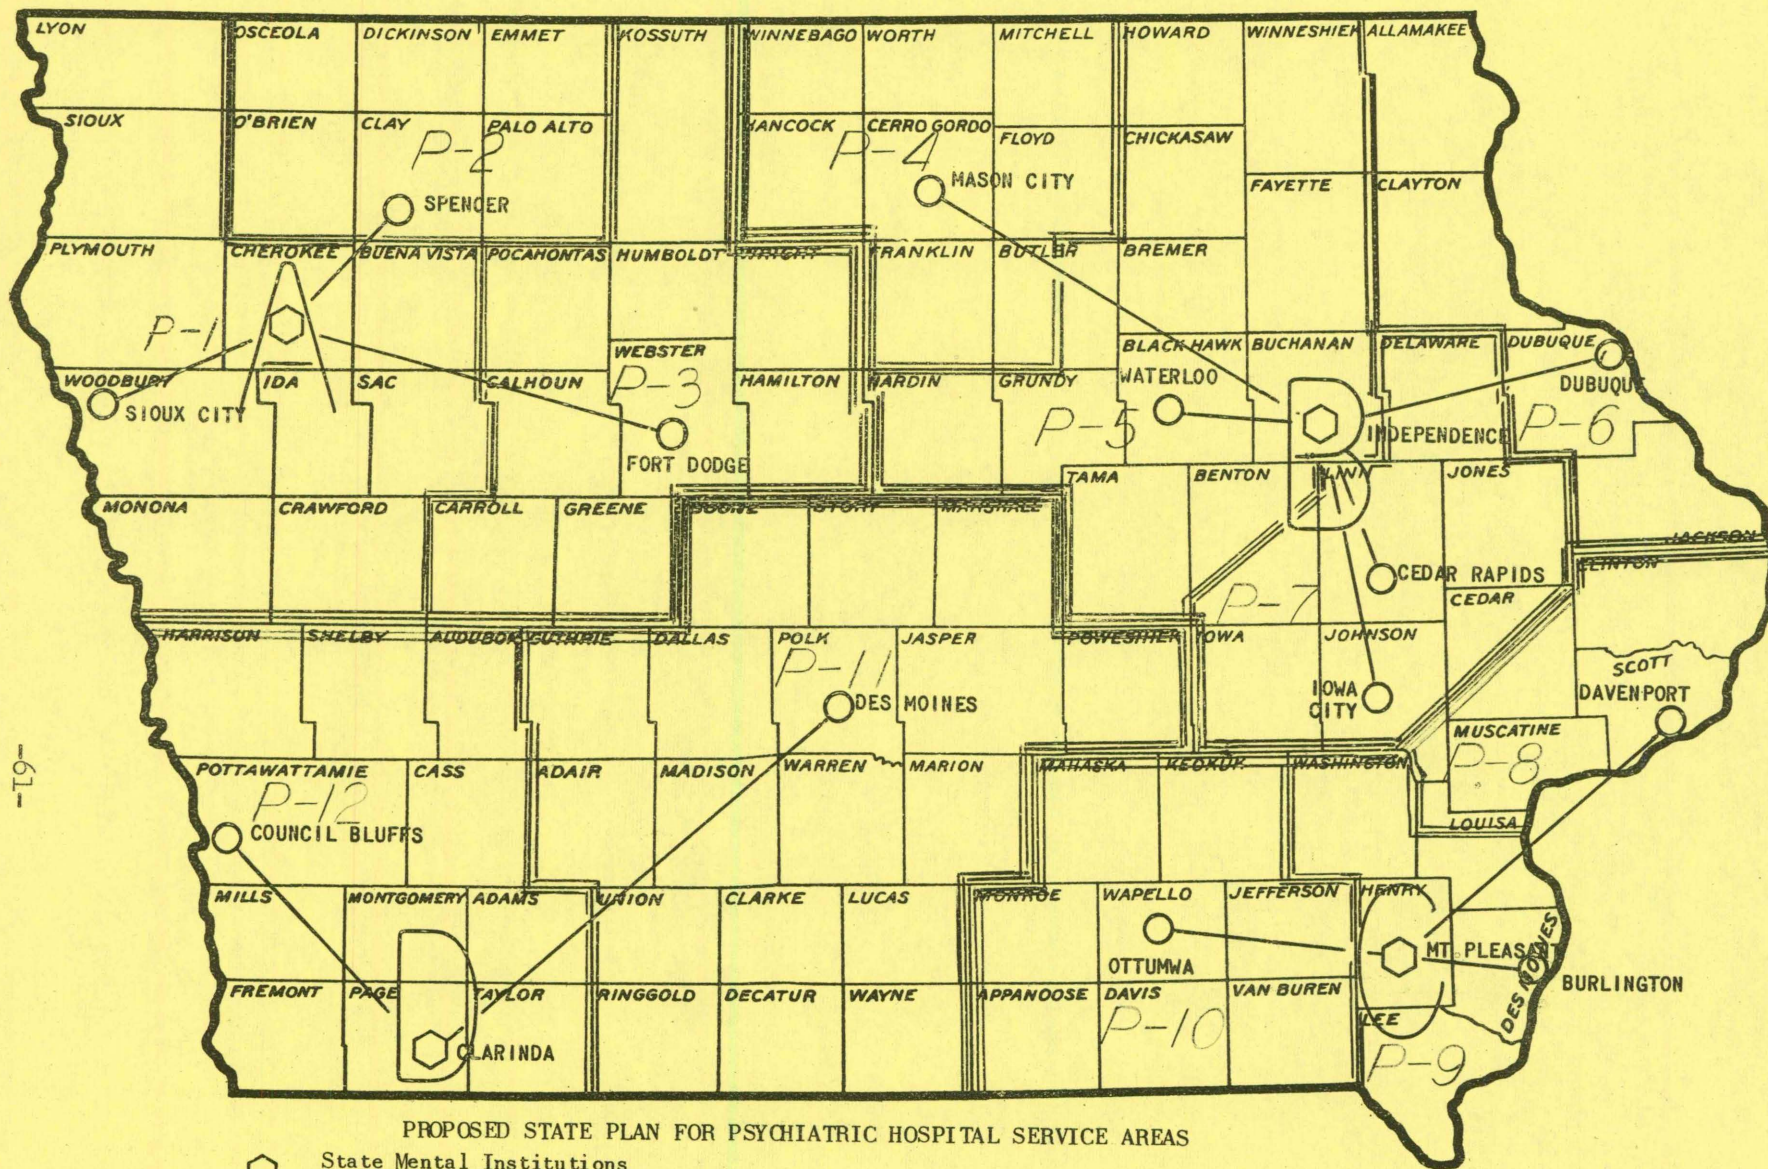 LYON OSCEOLA DICKINSON EMMET KOSSUTH WINNEBAGO WORTH MITCHELL HOWARD WINNESHIEK ALLAMAKEE
SIOUX O'BRIEN CLAY PALO ALTO HANCOCK CERRO GORDO FLOYD CHICKASAW
P-2 P-4
FAYETTE CLAYTON
SPENCER MASON CITY
PLYMOUTH CHEROKEE BUENA VISTA POCAHONTAS HUMBOLDT WRIGHT FRANKLIN BUTLER BREMER
P-1 A
WEBSTER BLACK HAWK BUCHANAN DELAWARE DUBUQUE
WOODBURY IDA SAC CALHOUN P-3 HAMILTON HARDIN GRUNDY WATERLOO DUBUQUE
SIOUX CITY P-5 INDEPENDENCE P-6
FORT DODGE
TAMA BENTON LINN JONES
MONONA CRAWFORD CARROLL GREENE BOONE STORY MARSHALL
JACKSON
CLINTON
CEDAR RAPIDS
P-7 CEDAR
HARRISON SHELBY AUDUBON GUTHRIE DALLAS POLK JASPER POWESHIEK IOWA JOHNSON
P-11 SCOTT
DES MOINES IOWA
CITY DAVENPORT
MUSCATINE
POTTAWATTAMIE CASS ADAIR MADISON WARREN MARION MAHASKA KEOKUK WASHINGTON P-8
P-12
COUNCIL BLUFFS LOUISA
MILLS MONTGOMERY ADAMS UNION CLARKE LUCAS MONROE WAPELLO JEFFERSON HENRY
MT. PLEASANT
OTTUMWA DES MOINES
BURLINGTON
FREMONT PAGE TAYLOR RINGGOLD DECATUR WAYNE APPANOOSE DAVIS VAN BUREN
P-10 LEE
CLARINDA P-9
PROPOSED STATE PLAN FOR PSYCHIATRIC HOSPITAL SERVICE AREAS
State Mental Institutions
-61-